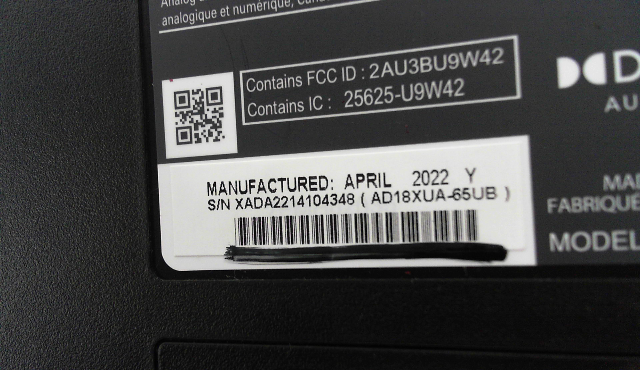 analogique et numérique,
Contains FCC ID : 2AU3BU9W42
Contains IC : 25625-U9W42
MANUFACTURED: APRIL 2022 Y
S/N XADA2214104348 ( AD18XUA-65UB )
AU
MA
FABRIQU
MODEL